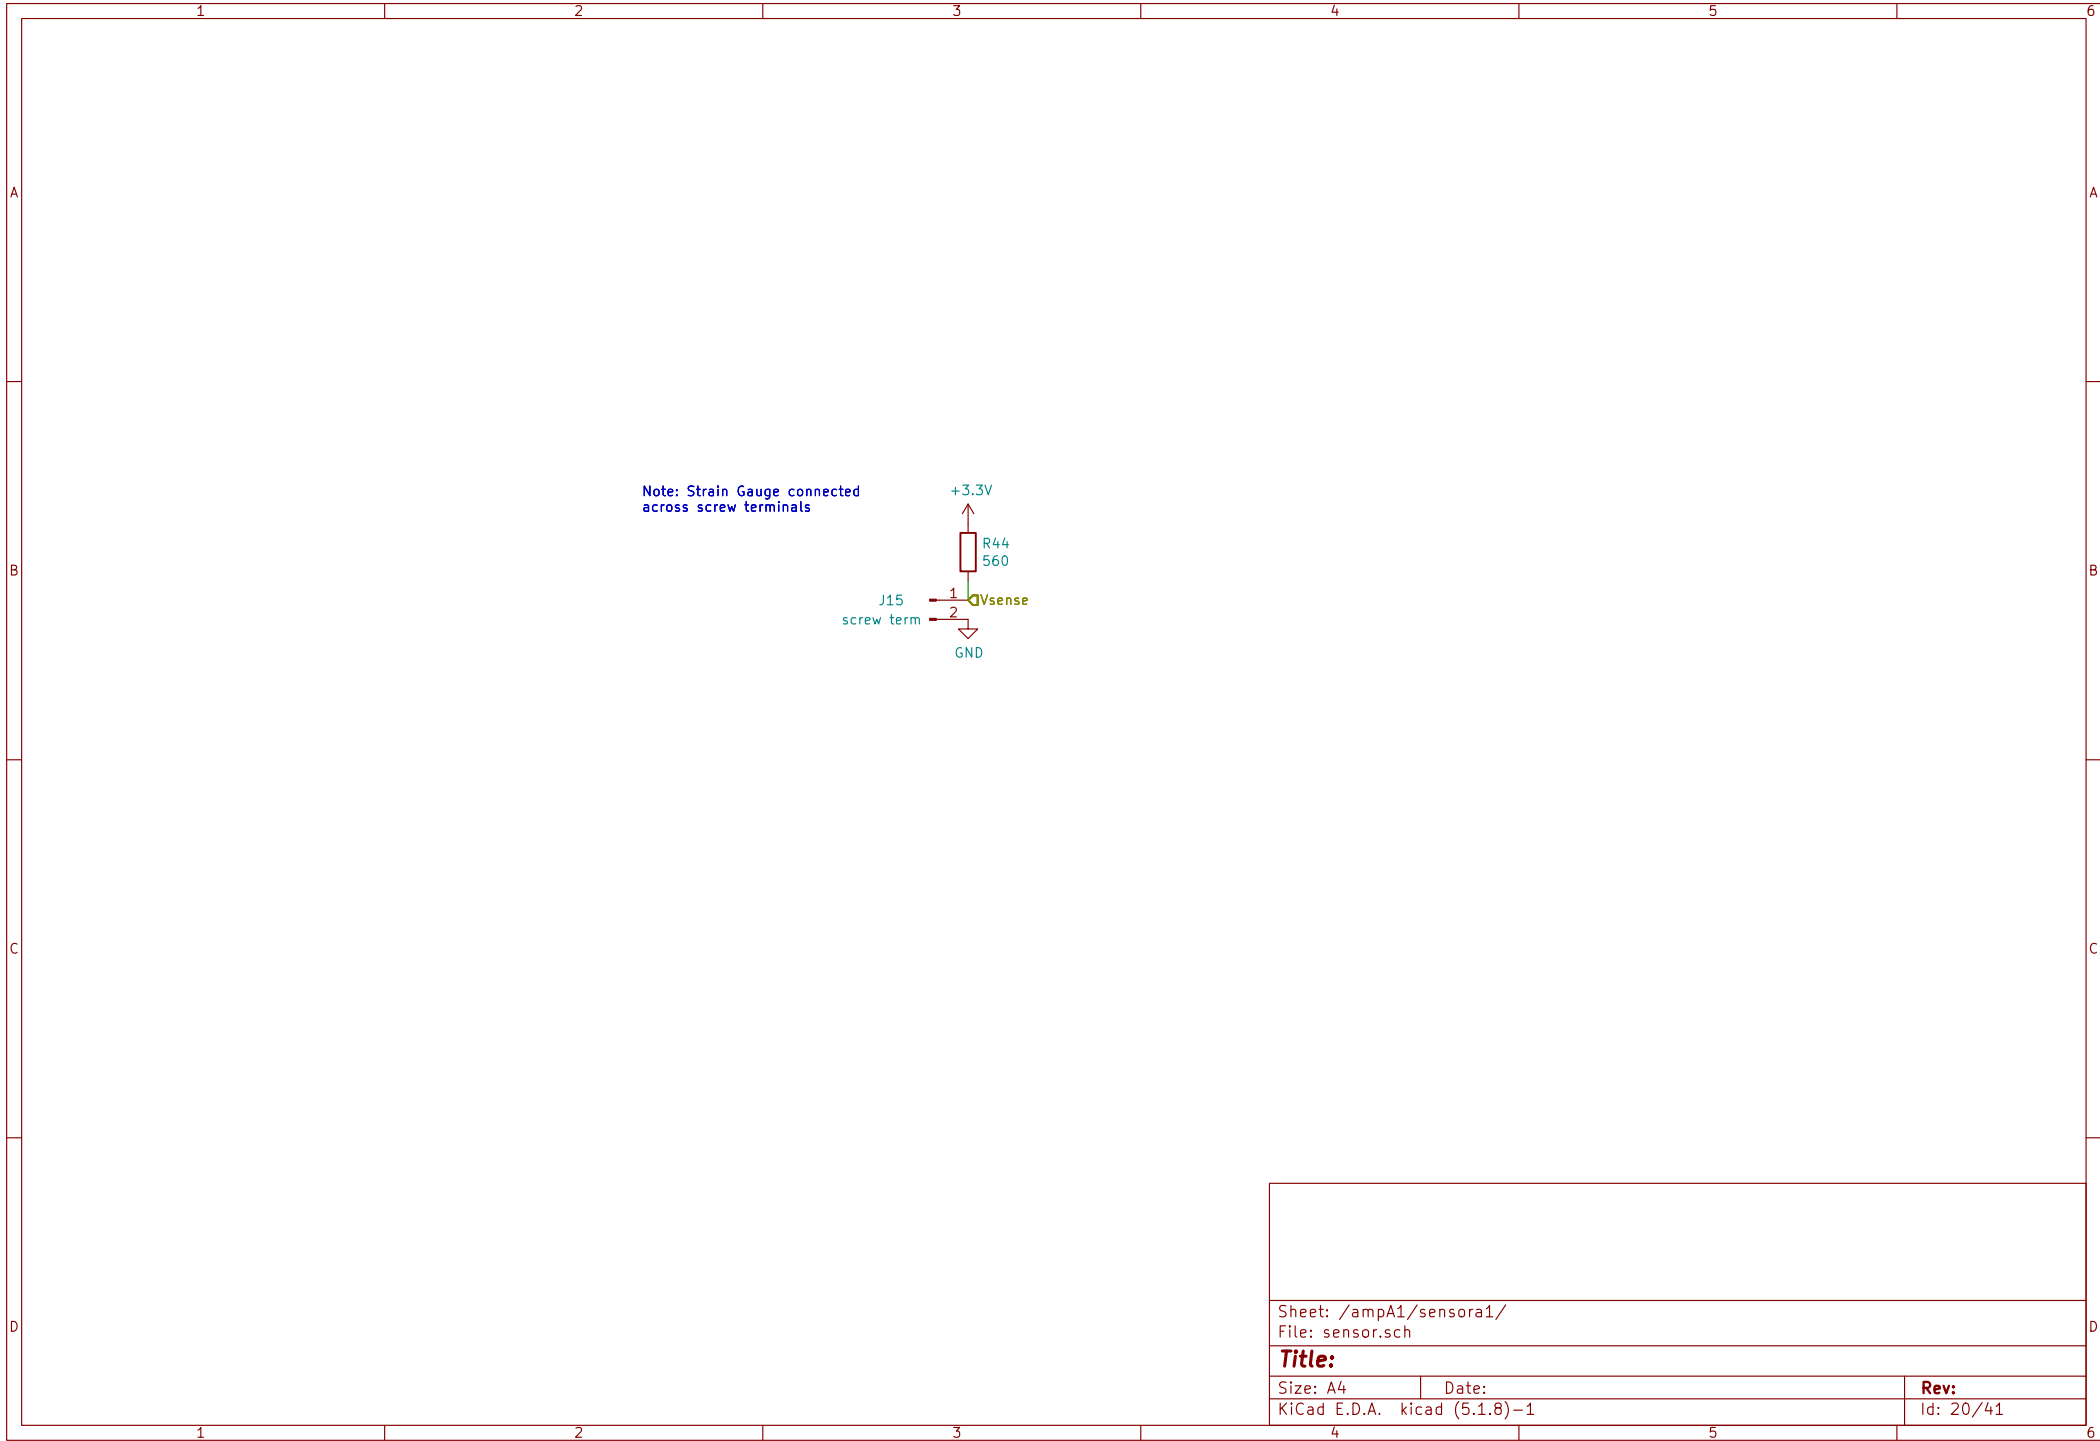 1 2 3 4 5 6
A A
Note: Strain Gauge connected
across screw terminals
+3.3V
R44
560
B B
J15 1 Vsense
screw term 2
GND
C C
Sheet: /ampA1/sensora1/
File: sensor.sch
D D
Title:
Size: A4 Date: Rev:
KiCad E.D.A. kicad (5.1.8)-1 Id: 20/41
1 2 3 4 5 6